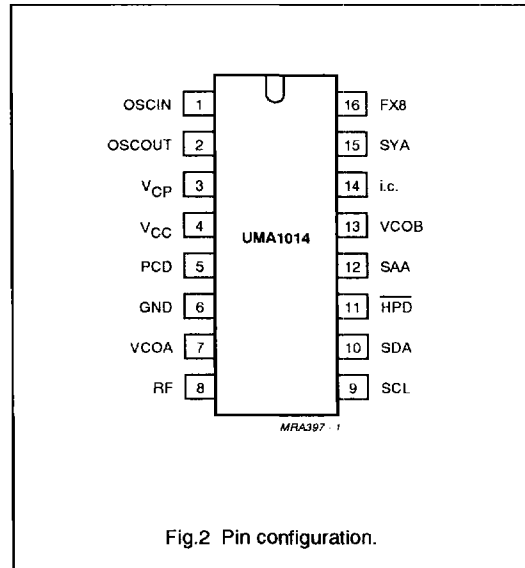 OSCIN 1 16 FX8
OSCOUT 2 15 SYA
VCP 3 14 i.c.
VCC 4 13 VCOB
UMA1014
PCD 5 12 SAA
GND 6 11 HPD
VCOA 7 10 SDA
RF 8 9 SCL
MRA397 - 1
Fig.2 Pin configuration.